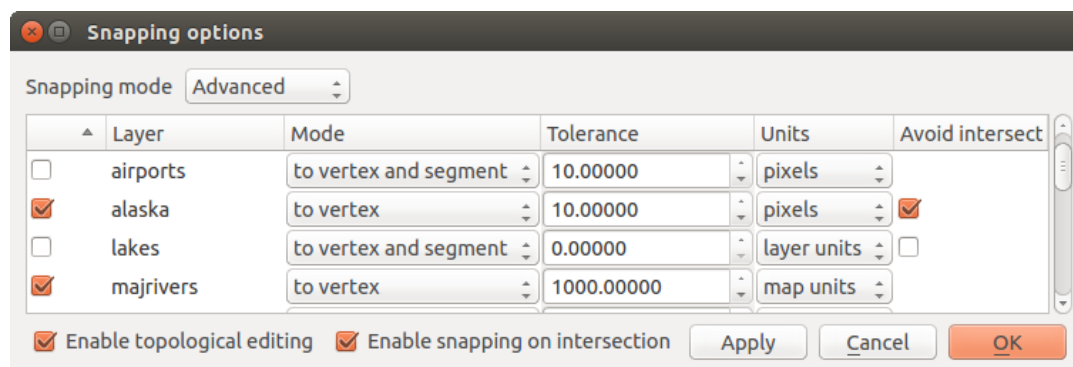 Snapping options
Snapping mode Advanced
Layer Mode Tolerance Units Avoid intersect
airports to vertex and segment 10.00000 pixels
alaska to vertex 10.00000 pixels
lakes to vertex and segment 0.00000 layer units
majrivers to vertex 1000.00000 map units
Enable topological editing Enable snapping on intersection Apply Cancel OK